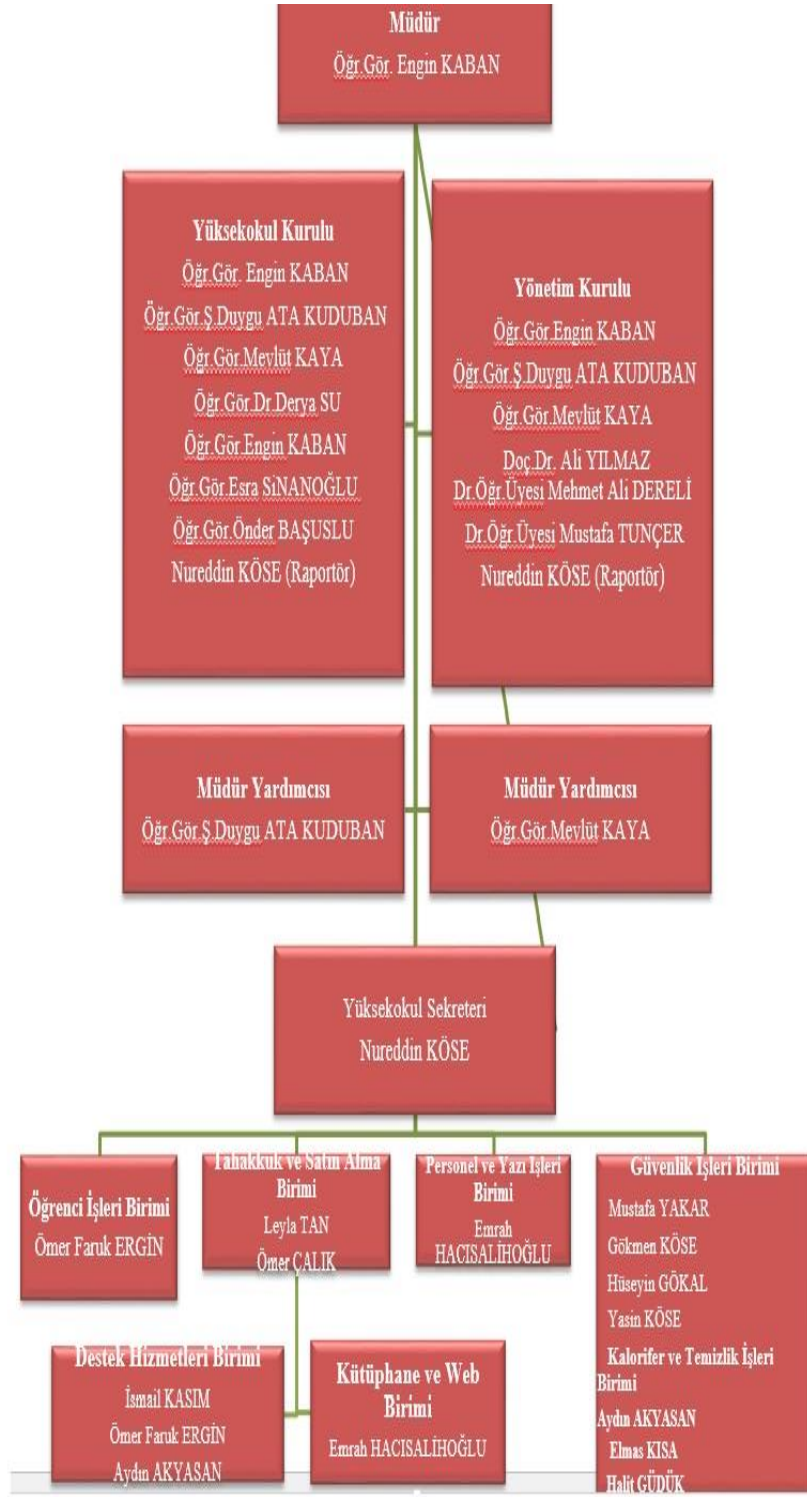 Müdür
Öğr.Gör. Engin KABAN
Yüksekokul Kurulu
Öğr.Gör. Engin KABAN
Öğr.Gör.Ş.Duygu ATA KUDUBAN
Öğr.Gör.Mevlüt KAYA
Öğr.Gör.Dr.Derya SU
Öğr.Gör.Engin KABAN
Öğr.Gör.Esra SiNANOĞLU
Öğr.Gör.Önder BAŞUSLU
Nureddin KÖSE (Raportör)
Yönetim Kurulu
Öğr.Gör.Engin KABAN
Öğr.Gör.Ş.Duygu ATA KUDUBAN
Öğr.Gör.Mevlüt KAYA
Doç.Dr. Ali YILMAZ
Dr.Öğr.Üyesi Mehmet Ali DERELİ
Dr.Öğr.Üyesi Mustafa TUNÇER
Nureddin KÖSE (Raportör)
Müdür Yardımcısı
Öğr.Gör.Ş.Duygu ATA KUDUBAN
Müdür Yardımcısı
Öğr.Gör.Mevlüt KAYA
Yüksekokul Sekreteri
Nureddin KÖSE
Öğrenci İşleri Birimi
Ömer Faruk ERGİN
Tahakkuk ve Satın Alma
Birimi
Leyla TAN
Ömer ÇALIK
Personel ve Yazı İşleri
Birimi
Emrah
HACISALİHOĞLU
Güvenlik İşleri Birimi
Mustafa YAKAR
Gökmen KÖSE
Hüseyin GÖKAL
Yasin KÖSE
Kalorifer ve Temizlik İşleri
Birimi
Aydın AKYASAN
Elmas KISA
Halit GÜDÜK
Destek Hizmetleri Birimi
İsmail KASIM
Ömer Faruk ERGİN
Aydın AKYASAN
Kütüphane ve Web
Birimi
Emrah HACISALİHOĞLU